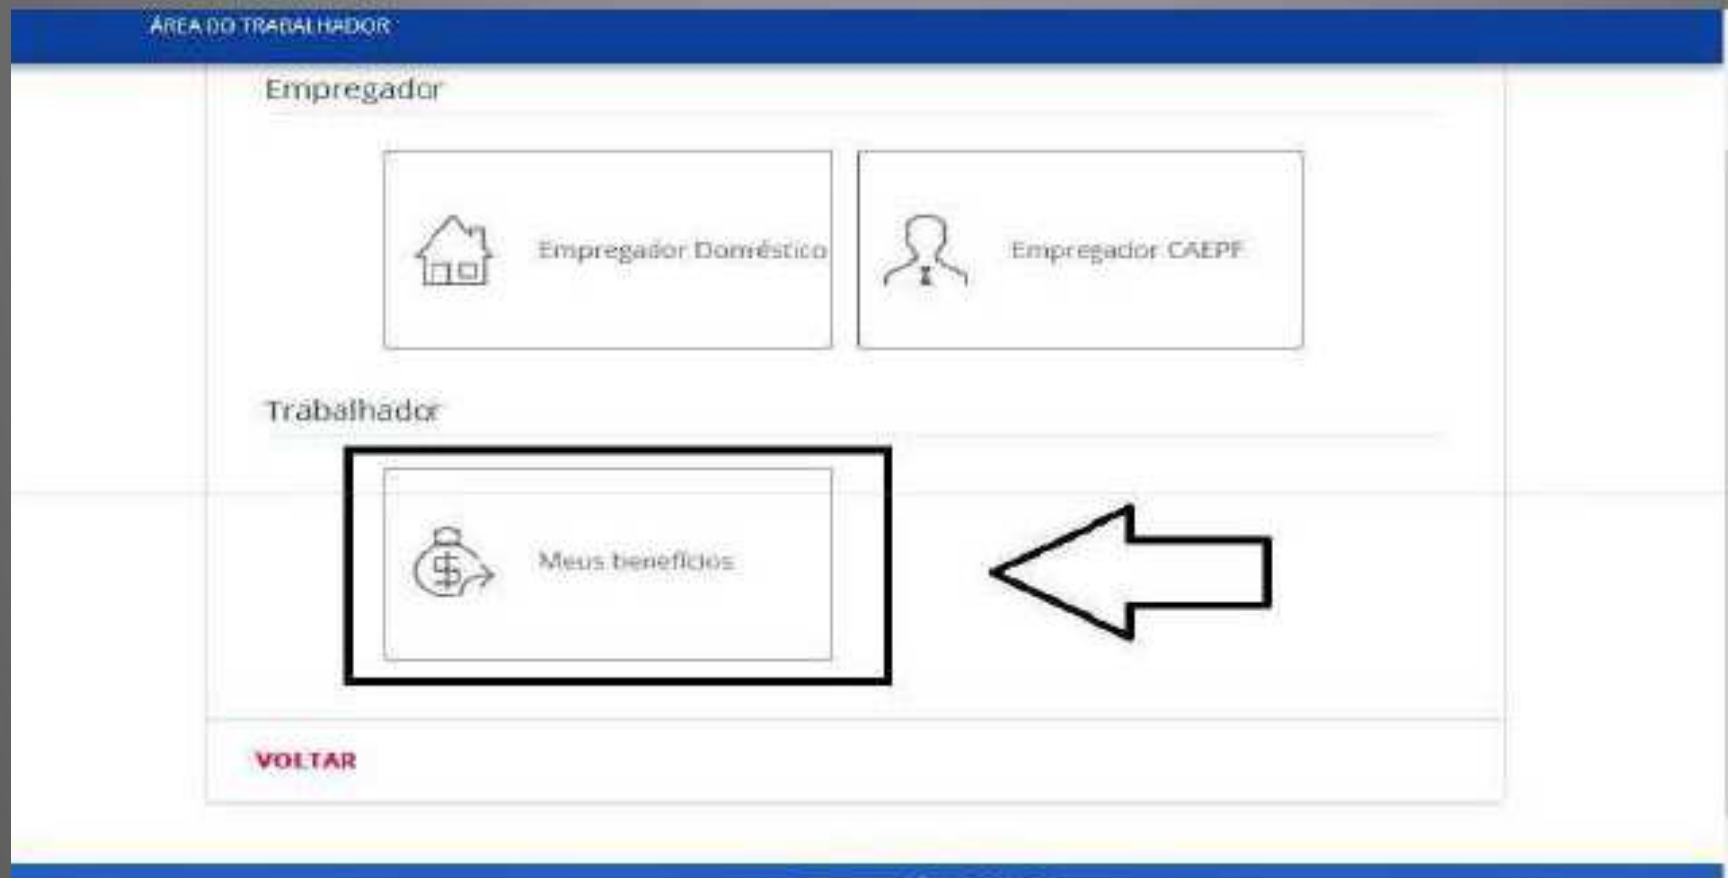 ÁREA DO TRABALHADOR
Empregador
Empregador Doméstico
Empregador CAEPF
Trabalhador
Meus benefícios
VOLTAR